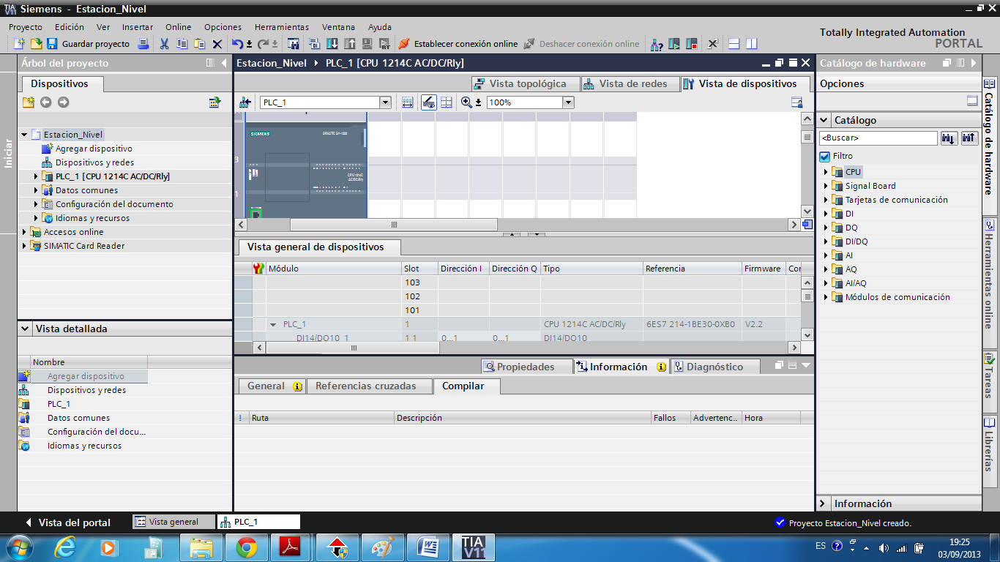 TIA V11 Siemens - Estacion_Nivel
Proyecto Edición Ver Insertar Online Opciones Herramientas Ventana Ayuda
Totally Integrated Automation
PORTAL
Guardar proyecto Establecer conexión online Deshacer conexión online
Árbol del proyecto
Estacion_Nivel PLC_1 [CPU 1214C AC/DC/Rly]
Catálogo de hardware
Dispositivos
Vista topológica Vista de redes Vista de dispositivos
Opciones
PLC_1 100%
Iniciar
Estacion_Nivel
Agregar dispositivo
Dispositivos y redes
PLC_1 [CPU 1214C AC/DC/Rly]
Datos comunes
Configuración del documento
Idiomas y recursos
Accesos online
SIMATIC Card Reader
SIEMENS SIMATIC S7-1200
3
CPU 1214C
AC/DC/Rly
1
Catálogo
<Buscar>
Filtro
CPU
Signal Board
Tarjetas de comunicación
DI
DQ
DI/DQ
AI
AQ
AI/AQ
Módulos de comunicación
Catálogo de hardware
Herramientas online
Tareas
Librerías
Vista general de dispositivos
Módulo Slot Dirección I Dirección Q Tipo Referencia Firmware Cor
103
102
101
PLC_1 1 CPU 1214C AC/DC/Rly 6ES7 214-1BE30-0XB0 V2.2
DI14/DO10_1 1 1 0...1 0...1 DI14/DO10
Vista detallada
Nombre
Agregar dispositivo
Dispositivos y redes
PLC_1
Datos comunes
Configuración del docu...
Idiomas y recursos
Propiedades Información Diagnóstico
General Referencias cruzadas Compilar
! Ruta Descripción Fallos Advertenc.. Hora
Información
Vista del portal Vista general PLC_1 Proyecto Estacion_Nivel creado.
TIA V11
ES 19:25
03/09/2013